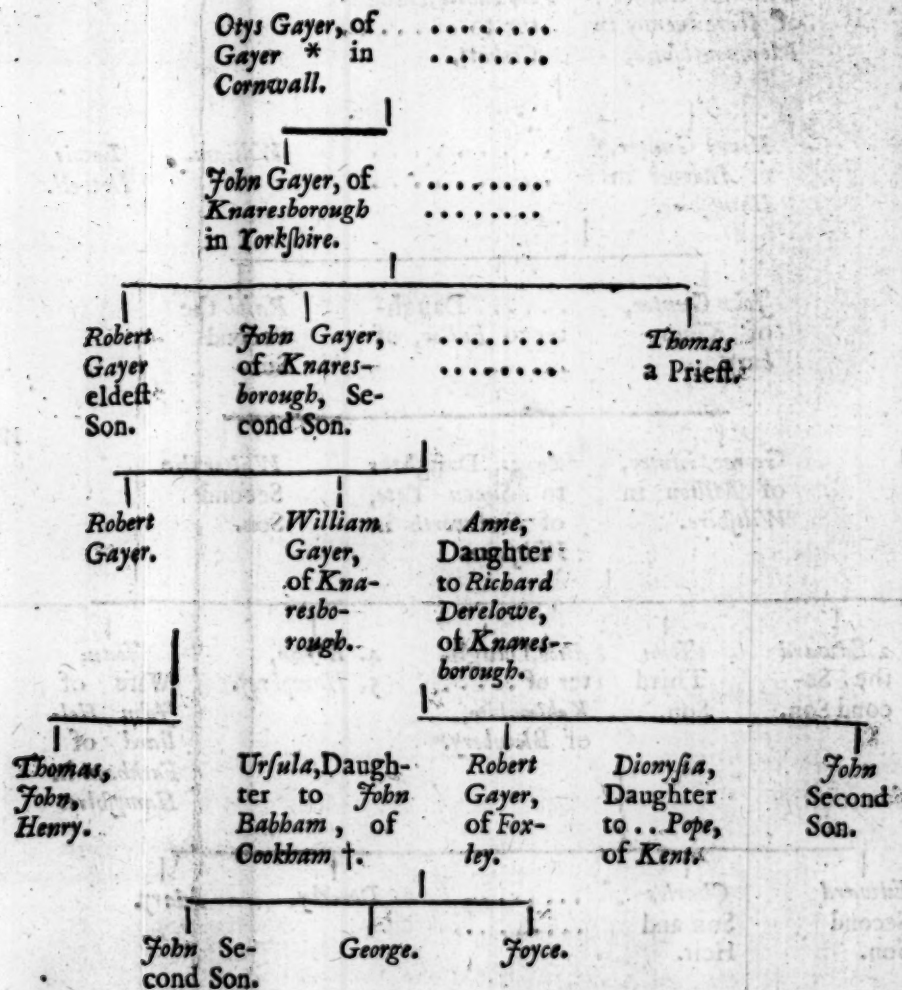 Otys Gayer, of ........
Gayer * in ........
Cornwall.
John Gayer, of ........
Knaresborough ........
in Yorkſhire.
Robert
Gayer
eldeſt
Son.
John Gayer,
of Knares-
borough, Se-
cond Son.
........
........
Thomas
a Prieſt.
Robert
Gayer.
William
Gayer,
of Kna-
resbo-
rough.
Anne,
Daughter
to Richard
Derelowe,
of Knares-
borough.
Thomas,
John,
Henry.
Urſula, Daugh-
ter to John
Babham, of
Cookham †.
Robert
Gayer,
of Fox-
ley.
Dionyſia,
Daughter
to .. Pope,
of Kent.
John
Second
Son.
John Se-
cond Son.
George.
Joyce.